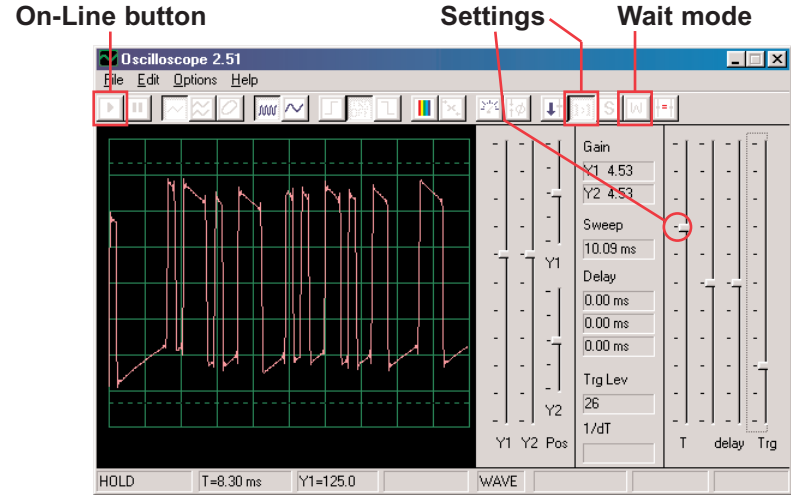 On-Line button
Settings
Wait mode
Oscilloscope 2.51
File Edit Options Help
S W
Gain
Y1 4.53
Y2 4.53
Sweep
10.09 ms
Delay
0.00 ms
0.00 ms
0.00 ms
Trg Lev
26
1/dT
Y1
Y2
Y1 Y2 Pos
T delay Trg
HOLD T=8.30 ms Y1=125.0 WAVE